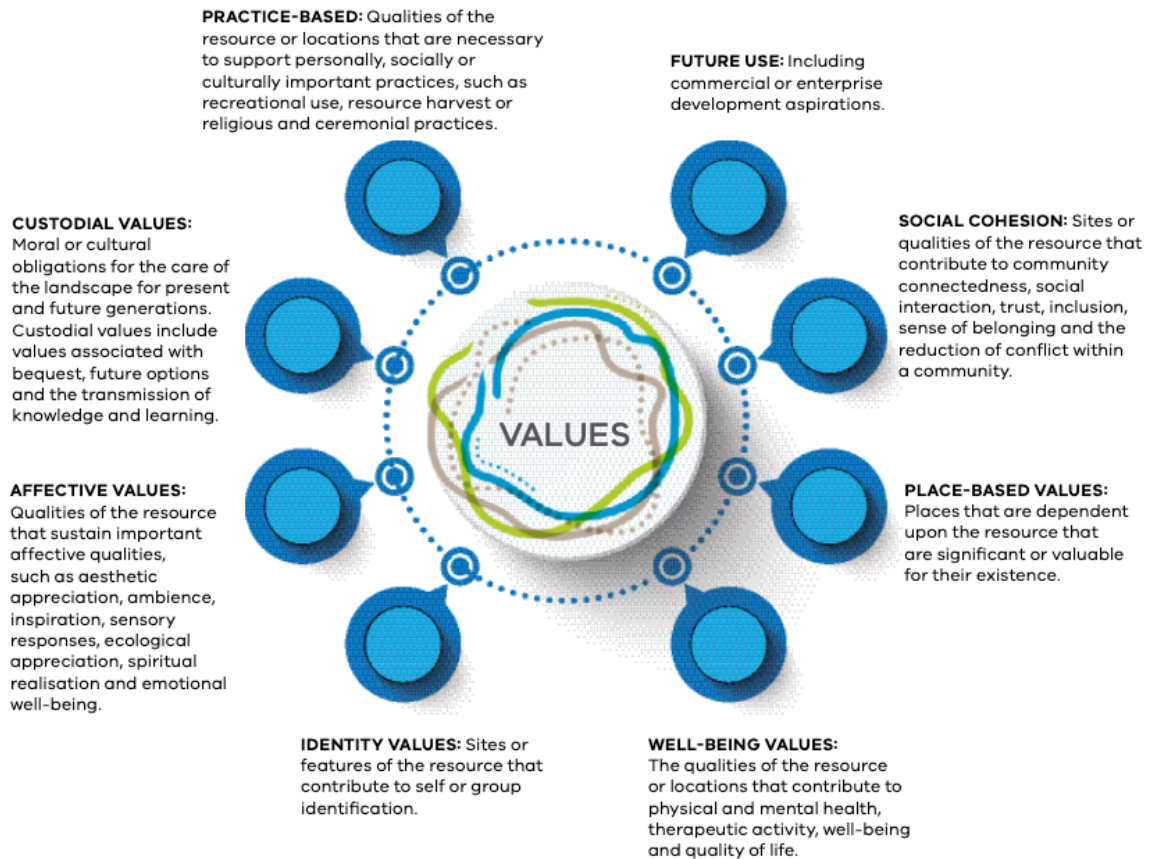 PRACTICE-BASED: Qualities of the
resource or locations that are necessary
to support personally, socially or
culturally important practices, such as
recreational use, resource harvest or
religious and ceremonial practices.
FUTURE USE: Including
commercial or enterprise
development aspirations.
CUSTODIAL VALUES:
Moral or cultural
obligations for the care of
the landscape for present
and future generations.
Custodial values include
values associated with
bequest, future options
and the transmission of
knowledge and learning.
SOCIAL COHESION: Sites or
qualities of the resource that
contribute to community
connectedness, social
interaction, trust, inclusion,
sense of belonging and the
reduction of conflict within
a community.
VALUES
AFFECTIVE VALUES:
Qualities of the resource
that sustain important
affective qualities,
such as aesthetic
appreciation, ambience,
inspiration, sensory
responses, ecological
appreciation, spiritual
realisation and emotional
well-being.
PLACE-BASED VALUES:
Places that are dependent
upon the resource that
are significant or valuable
for their existence.
IDENTITY VALUES: Sites or
features of the resource that
contribute to self or group
identification.
WELL-BEING VALUES:
The qualities of the resource
or locations that contribute to
physical and mental health,
therapeutic activity, well-being
and quality of life.